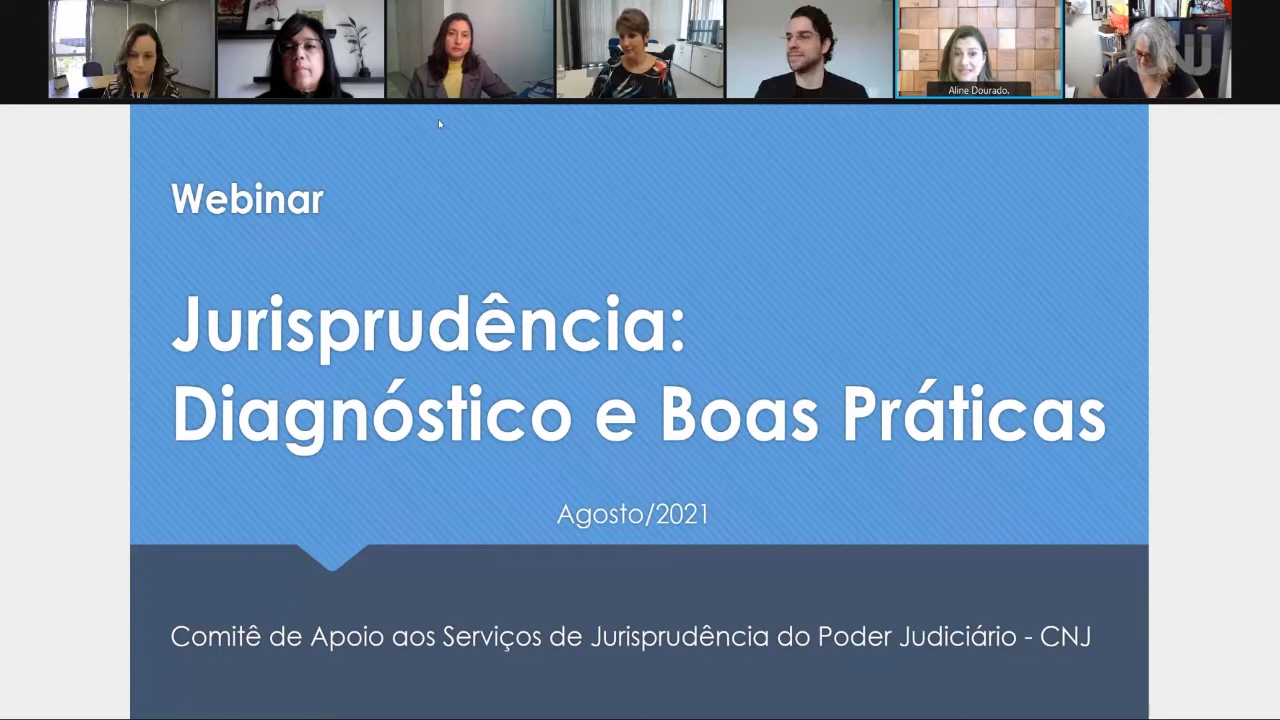 Aline Dourado.
CNJ
Webinar
Jurisprudência:
Diagnóstico e Boas Práticas
Agosto/2021
Comitê de Apoio aos Serviços de Jurisprudência do Poder Judiciário - CNJ